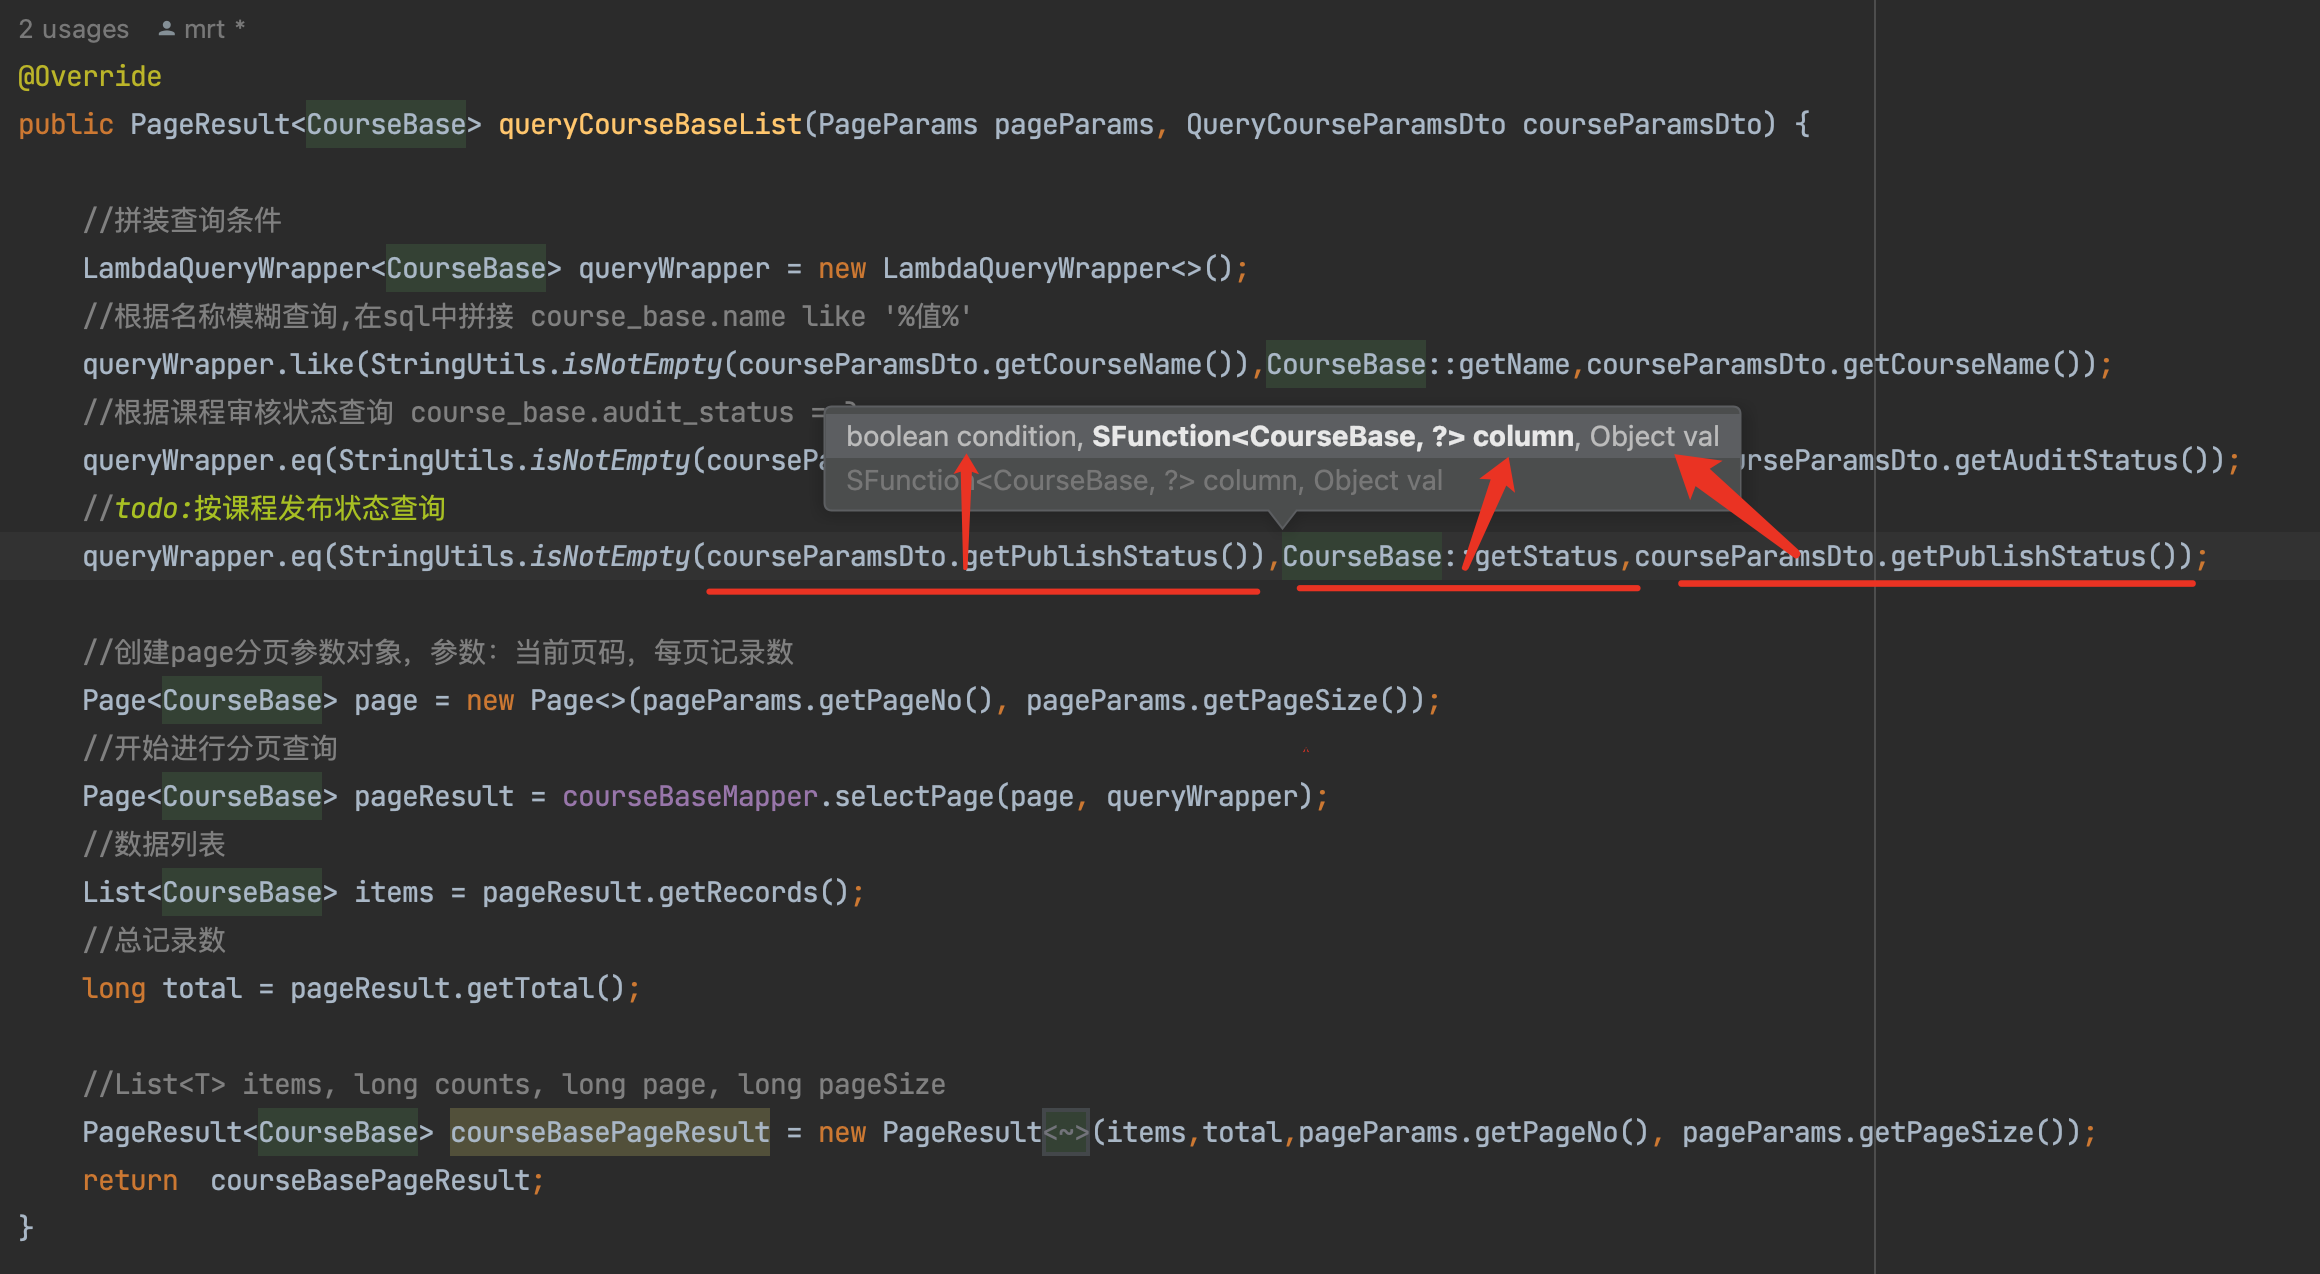 2 usages mrt *
@Override
public PageResult<CourseBase> queryCourseBaseList(PageParams pageParams, QueryCourseParamsDto courseParamsDto) {
//拼装查询条件
LambdaQueryWrapper<CourseBase> queryWrapper = new LambdaQueryWrapper<>();
//根据名称模糊查询,在sql中拼接 course_base.name like '%值%'
queryWrapper.like(StringUtils.isNotEmpty(courseParamsDto.getCourseName()),CourseBase::getName,courseParamsDto.getCourseName());
//根据课程审核状态查询 course_base.audit_status =
boolean condition, SFunction<CourseBase, ?> column, Object val
queryWrapper.eq(StringUtils.isNotEmpty(courseP urseParamsDto.getAuditStatus());
SFunction<CourseBase, ?> column, Object val
//todo:按课程发布状态查询
queryWrapper.eq(StringUtils.isNotEmpty(courseParamsDto.getPublishStatus()),CourseBase::getStatus,courseParamsDto.getPublishStatus());
//创建page分页参数对象，参数：当前页码，每页记录数
Page<CourseBase> page = new Page<>(pageParams.getPageNo(), pageParams.getPageSize());
//开始进行分页查询
Page<CourseBase> pageResult = courseBaseMapper.selectPage(page, queryWrapper);
//数据列表
List<CourseBase> items = pageResult.getRecords();
//总记录数
long total = pageResult.getTotal();
//List<T> items, long counts, long page, long pageSize
PageResult<CourseBase> courseBasePageResult = new PageResult<~>(items,total,pageParams.getPageNo(), pageParams.getPageSize());
return courseBasePageResult;
}